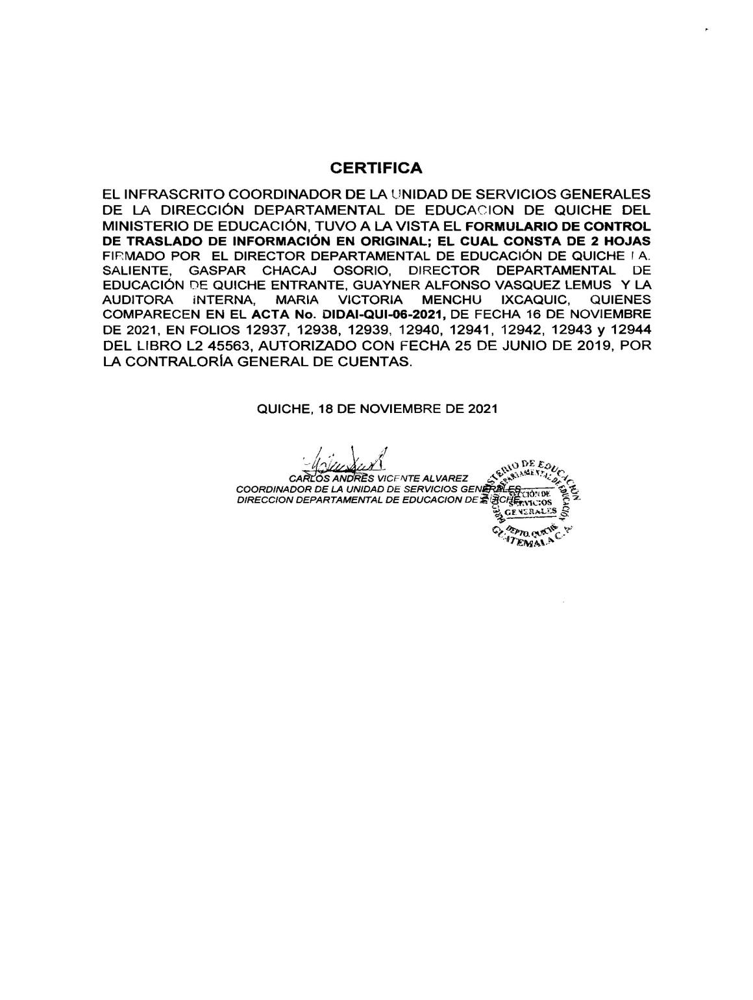 CERTIFICA
EL INFRASCRITO COORDINADOR DE LA UNIDAD DE SERVICIOS GENERALES
DE LA DIRECCIÓN DEPARTAMENTAL DE EDUCACION DE QUICHE DEL
MINISTERIO DE EDUCACIÓN, TUVO A LA VISTA EL FORMULARIO DE CONTROL
DE TRASLADO DE INFORMACIÓN EN ORIGINAL; EL CUAL CONSTA DE 2 HOJAS
FIRMADO POR EL DIRECTOR DEPARTAMENTAL DE EDUCACIÓN DE QUICHE A.
SALIENTE, GASPAR CHACAJ OSORIO, DIRECTOR DEPARTAMENTAL DE
EDUCACIÓN DE QUICHE ENTRANTE, GUAYNER ALFONSO VASQUEZ LEMUS Y LA
AUDITORA INTERNA, MARIA VICTORIA MENCHU IXCAQUIC, QUIENES
COMPARECEN EN EL ACTA No. DIDAI-QUI-06-2021, DE FECHA 16 DE NOVIEMBRE
DE 2021, EN FOLIOS 12937, 12938, 12939, 12940, 12941, 12942, 12943 y 12944
DEL LIBRO L2 45563, AUTORIZADO CON FECHA 25 DE JUNIO DE 2019, POR
LA CONTRALORÍA GENERAL DE CUENTAS.
QUICHE, 18 DE NOVIEMBRE DE 2021
CARLOS ANDRES VICENTE ALVAREZ
COORDINADOR DE LA UNIDAD DE SERVICIOS GENERALES
DIRECCION DEPARTAMENTAL DE EDUCACION DE QUICHE
MINISTERIO DE EDUCACIÓN
DIRECCIÓN DEPARTAMENTAL DE EDUCACIÓN
SECCIÓN DE
SERVICIOS
GENERALES
DEPTO. QUICHE
GUATEMALA C. A.